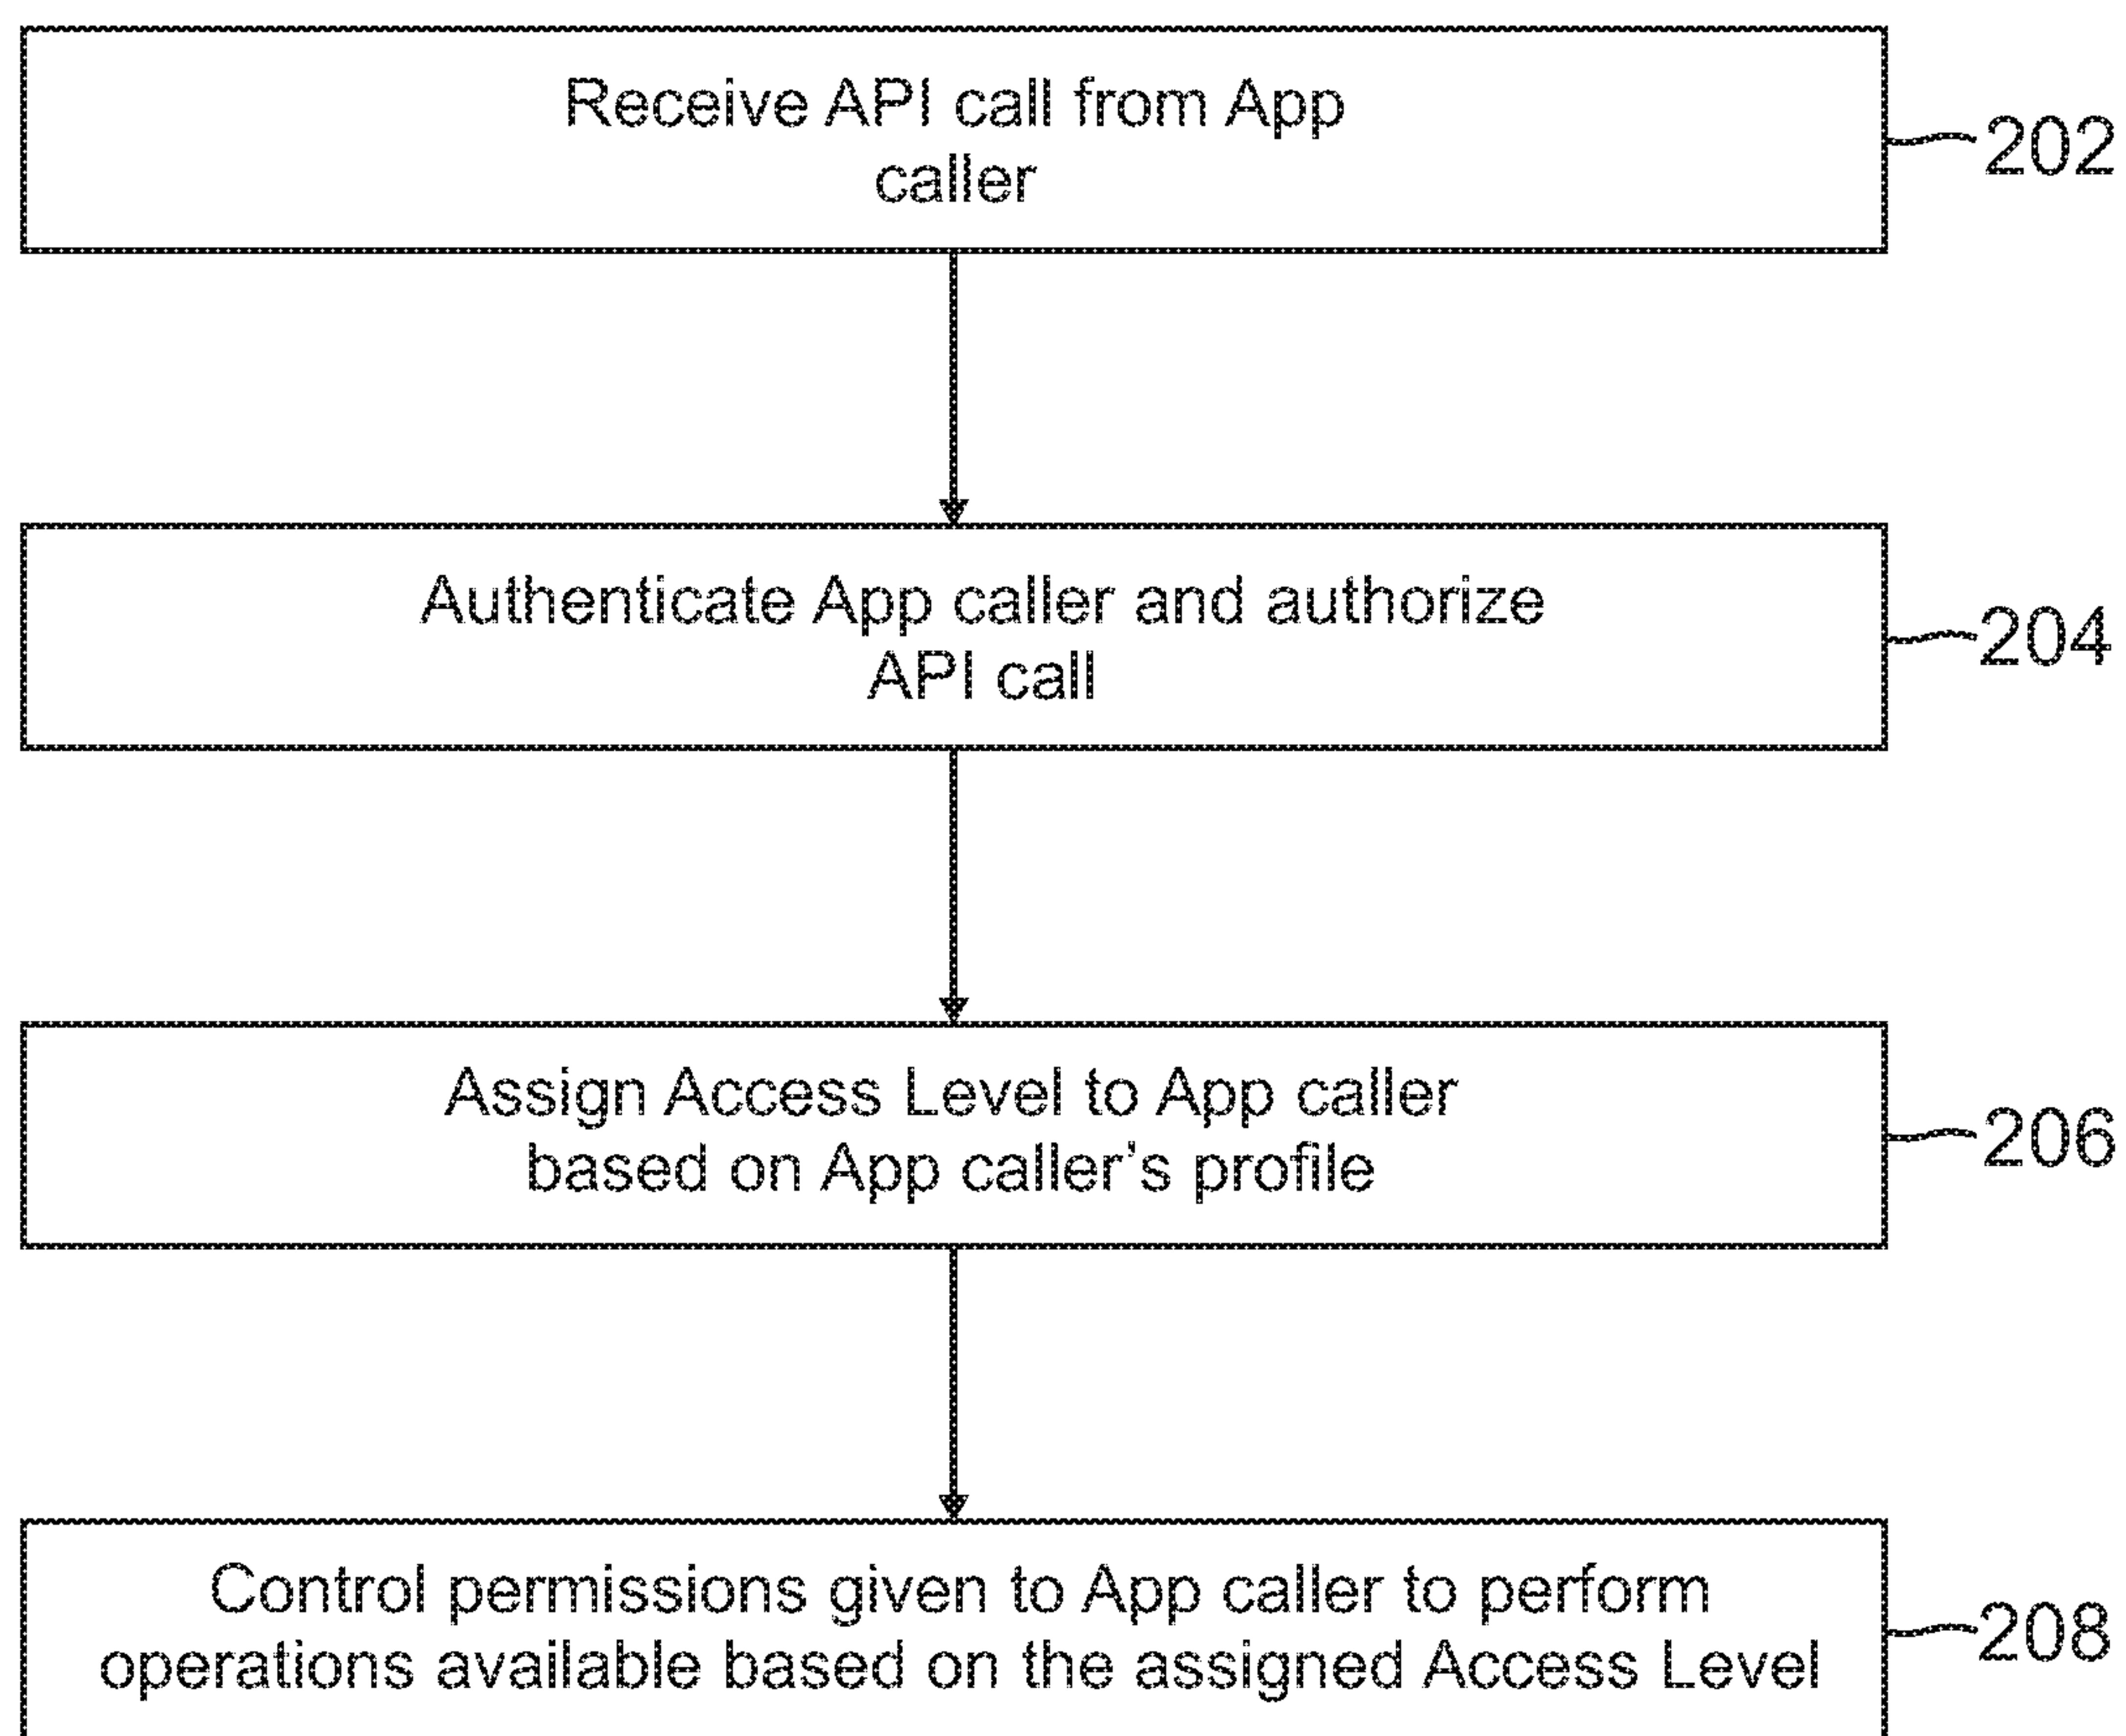 Receive API call from App
caller
202
Authenticate App caller and authorize
API call
204
Assign Access Level to App caller
based on App caller's profile
206
Control permissions given to App caller to perform
operations available based on the assigned Access Level
208